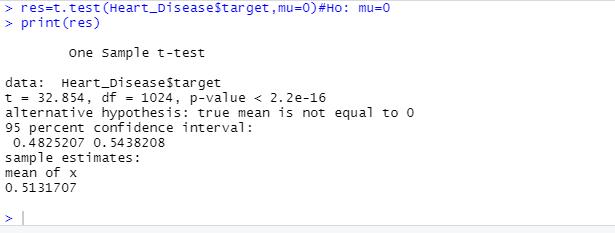 > res=t.test(Heart_Disease$target,mu=0)#Ho: mu=0
> print(res)
One Sample t-test
data:  Heart_Disease$target
t = 32.854, df = 1024, p-value < 2.2e-16
alternative hypothesis: true mean is not equal to 0
95 percent confidence interval:
 0.4825207 0.5438208
sample estimates:
mean of x
0.5131707
>